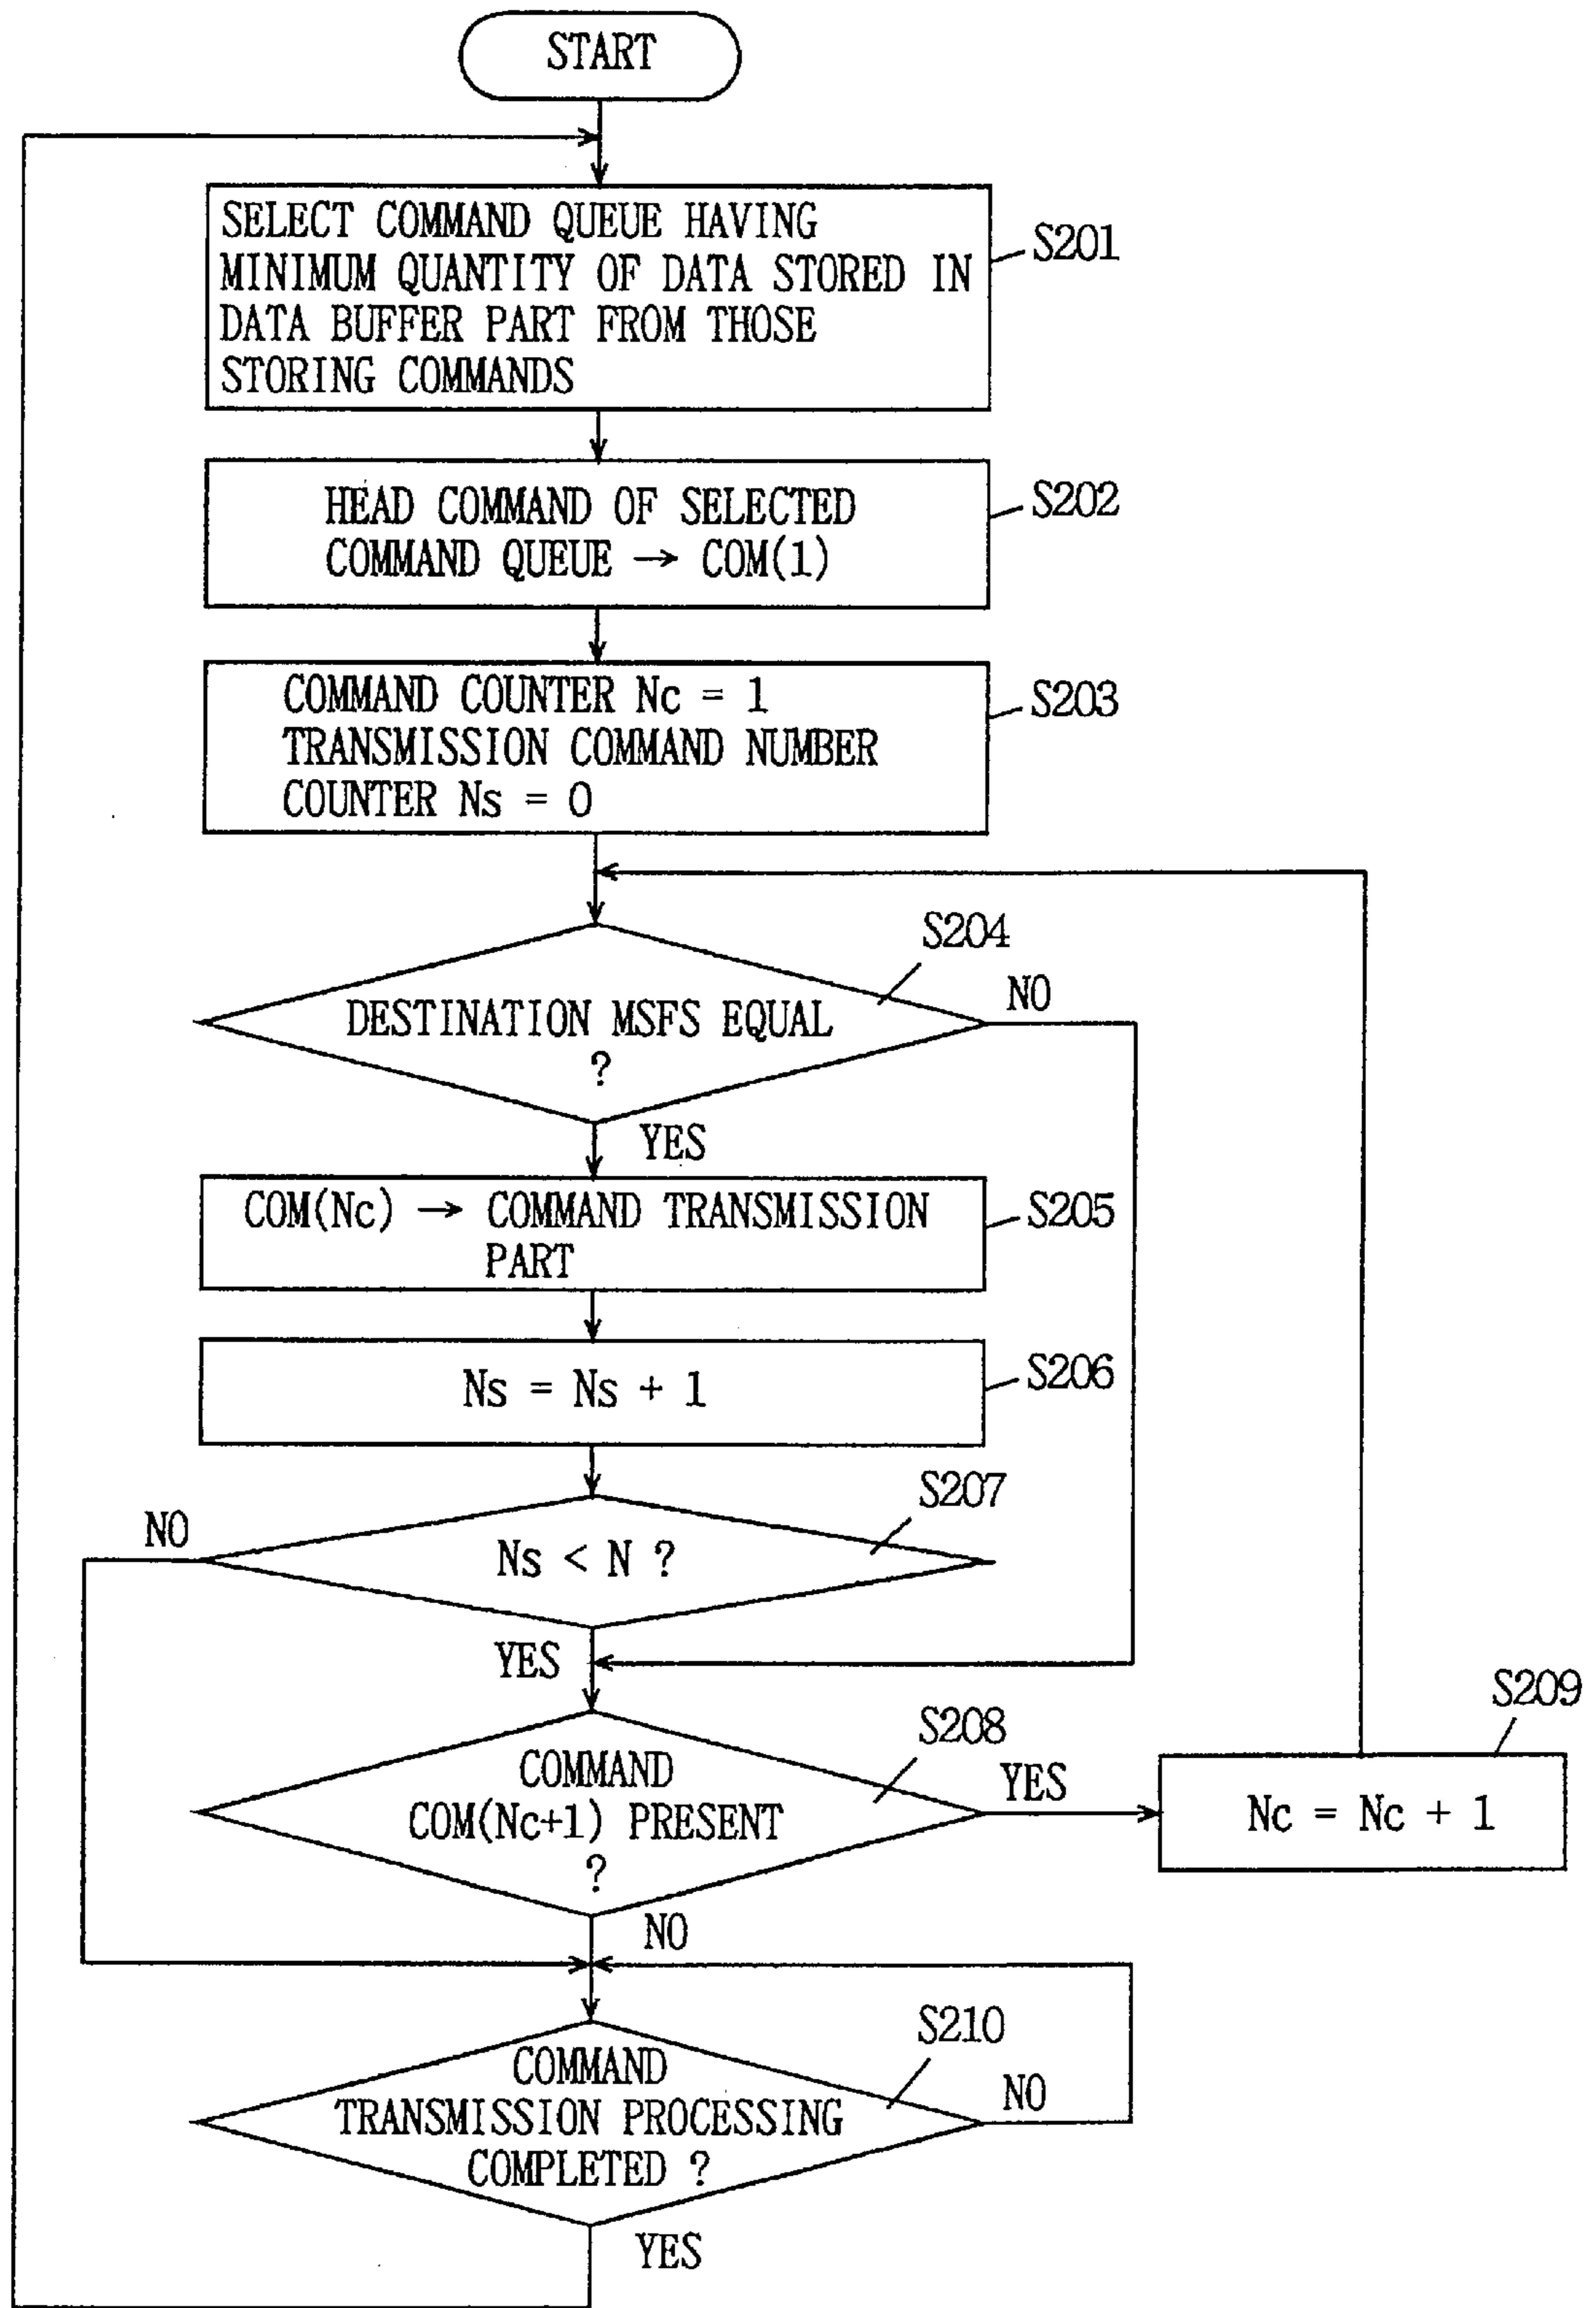 START
SELECT COMMAND QUEUE HAVING
MINIMUM QUANTITY OF DATA STORED IN
DATA BUFFER PART FROM THOSE
STORING COMMANDS
S201
HEAD COMMAND OF SELECTED
COMMAND QUEUE → COM(1)
S202
COMMAND COUNTER Nc = 1
TRANSMISSION COMMAND NUMBER
COUNTER Ns = 0
S203
S204
DESTINATION MSFS EQUAL
?
NO
YES
COM(Nc) → COMMAND TRANSMISSION
PART
S205
Ns = Ns + 1
S206
S207
NO
Ns < N ?
YES
S208
COMMAND
COM(Nc+1) PRESENT
?
YES
S209
Nc = Nc + 1
NO
S210
COMMAND
TRANSMISSION PROCESSING
COMPLETED ?
NO
YES